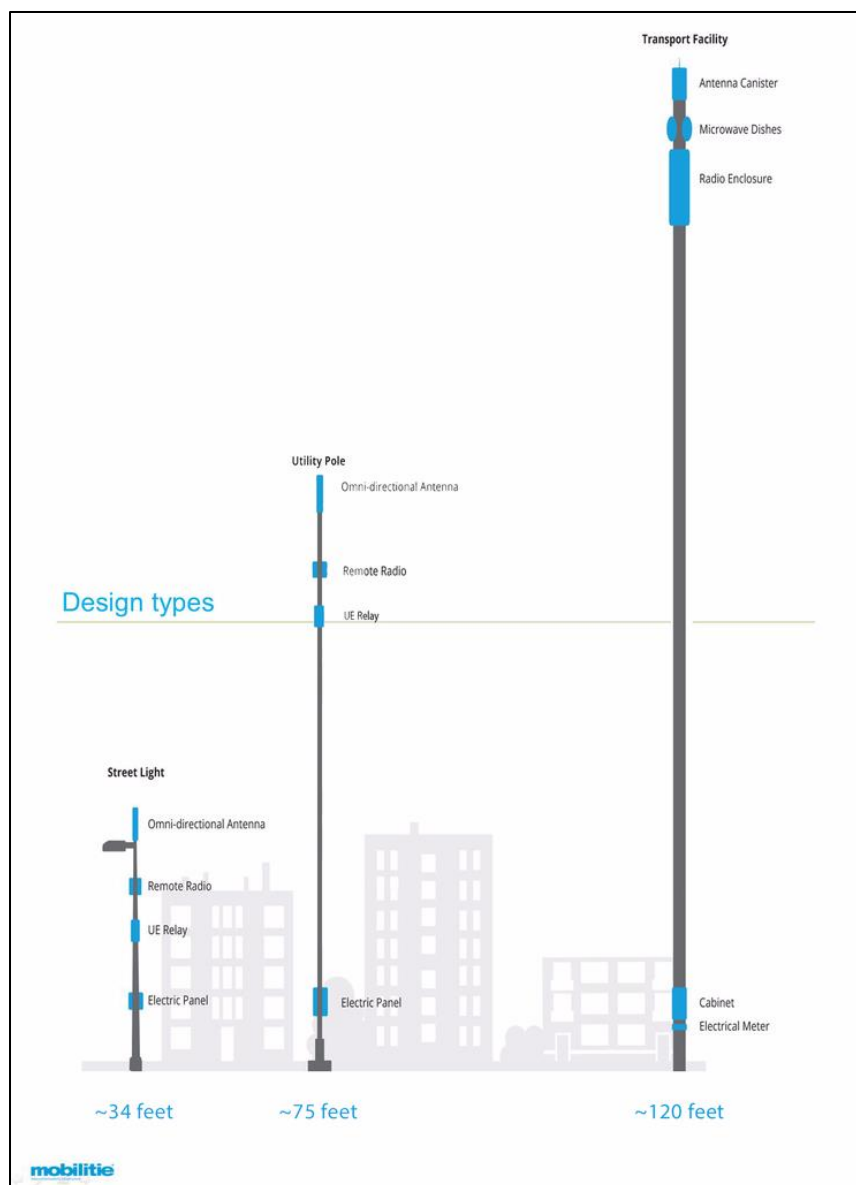 Transport Facility
Antenna Canister
Microwave Dishes
Radio Enclosure
Utility Pole
Omni-directional Antenna
Remote Radio
Design types
UE Relay
Street Light
Omni-directional Antenna
Remote Radio
UE Relay
Electric Panel
Electric Panel
Cabinet
Electrical Meter
~34 feet
~75 feet
~120 feet
mobilitie